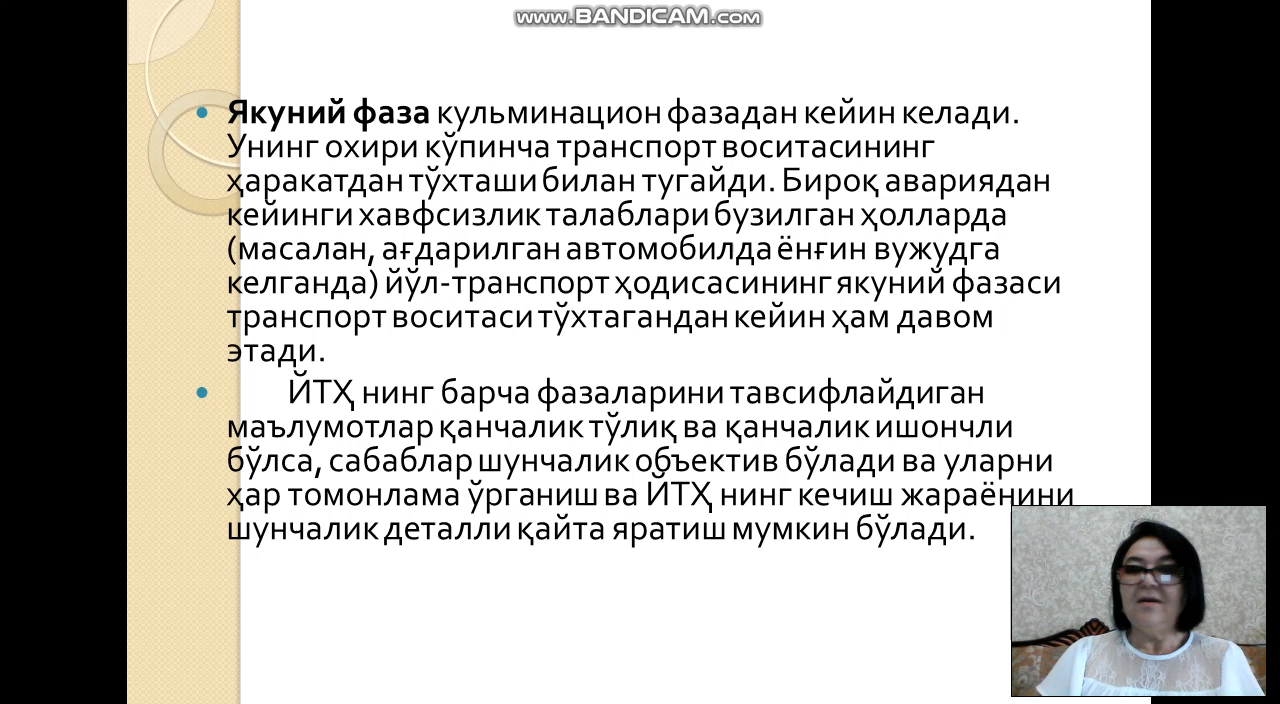 www.BANDICAM.com
• Якуний фаза кульминацион фазадан кейин келади.
Унинг охири кўпинча транспорт воситасининг
ҳаракатдан тўхташи билан тугайди. Бироқ авариядан
кейинги хавфсизлик талаблари бузилган ҳолларда
(масалан, ағдарилган автомобилда ёнғин вужудга
келганда) йўл-транспорт ҳодисасининг якуний фазаси
транспорт воситаси тўхтагандан кейин ҳам давом
этади.
• ЙТҲ нинг барча фазаларини тавсифлайдиган
маълумотлар қанчалик тўлиқ ва қанчалик ишончли
бўлса, сабаблар шунчалик объектив бўлади ва уларни
ҳар томонлама ўрганиш ва ЙТҲ нинг кечиш жараёнини
шунчалик деталли қайта яратиш мумкин бўлади.